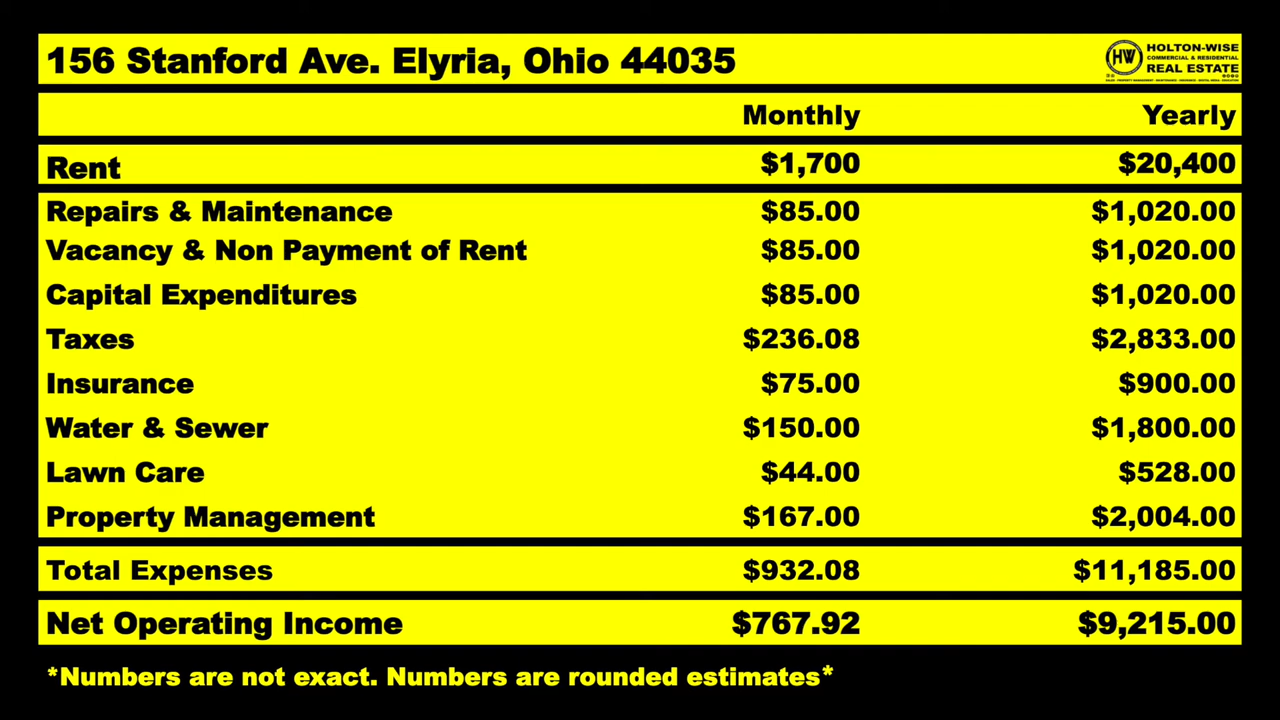 156 Stanford Ave. Elyria, Ohio 44035
HW
HOLTON-WISE
COMMERCIAL & RESIDENTIAL
REAL ESTATE
Monthly Yearly
Rent $1,700 $20,400
Repairs & Maintenance $85.00 $1,020.00
Vacancy & Non Payment of Rent $85.00 $1,020.00
Capital Expenditures $85.00 $1,020.00
Taxes $236.08 $2,833.00
Insurance $75.00 $900.00
Water & Sewer $150.00 $1,800.00
Lawn Care $44.00 $528.00
Property Management $167.00 $2,004.00
Total Expenses $932.08 $11,185.00
Net Operating Income $767.92 $9,215.00
*Numbers are not exact. Numbers are rounded estimates*